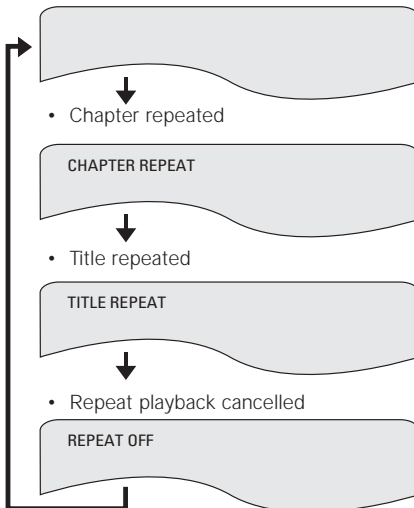 • Chapter repeated
CHAPTER REPEAT
• Title repeated
TITLE REPEAT
• Repeat playback cancelled
REPEAT OFF